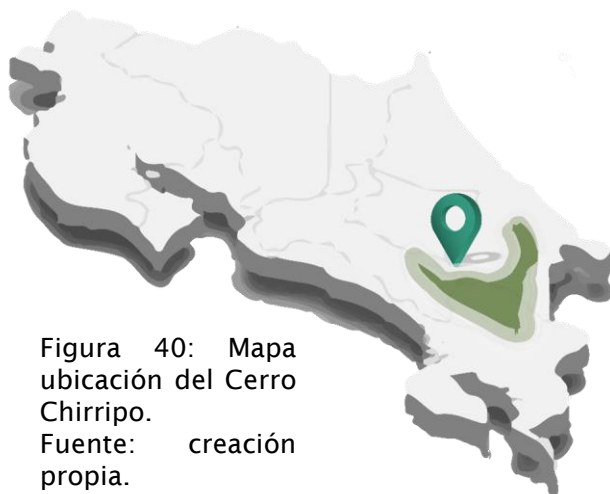 Figura 40: Mapa
ubicación del Cerro
Chirripo.
Fuente: creación
propia.